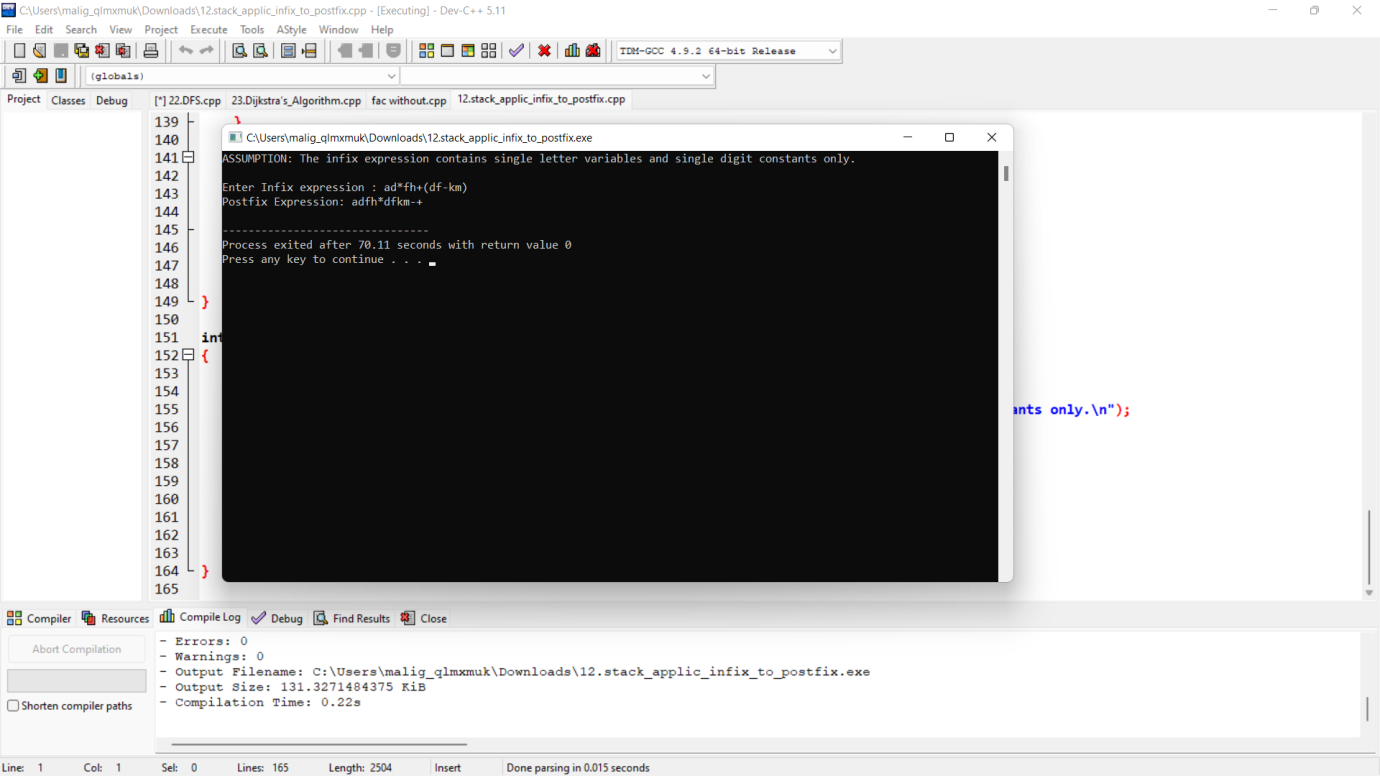 C:\Users\malig_qlmxmuk\Downloads\12.stack_applic_infix_to_postfix.cpp - [Executing] - Dev-C++ 5.11
File Edit Search View Project Execute Tools AStyle Window Help
TDM-GCC 4.9.2 64-bit Release
(globals)
Project Classes Debug [*] 22.DFS.cpp 23.Dijkstra's_Algorithm.cpp fac without.cpp 12.stack_applic_infix_to_postfix.cpp
139 }
140
141
142
143
144
145
146
147
148
149 }
150
151 int
152 {
153
154
155 ants only.\n");
156
157
158
159
160
161
162
163
164 }
165
C:\Users\malig_qlmxmuk\Downloads\12.stack_applic_infix_to_postfix.exe
ASSUMPTION: The infix expression contains single letter variables and single digit constants only.
Enter Infix expression : ad*fh+(df-km)
Postfix Expression: adfh*dfkm-+
--------------------------------
Process exited after 70.11 seconds with return value 0
Press any key to continue . . .
Compiler Resources Compile Log Debug Find Results Close
Abort Compilation
Shorten compiler paths
- Errors: 0
- Warnings: 0
- Output Filename: C:\Users\malig_qlmxmuk\Downloads\12.stack_applic_infix_to_postfix.exe
- Output Size: 131.3271484375 KiB
- Compilation Time: 0.22s
Line: 1 Col: 1 Sel: 0 Lines: 165 Length: 2504 Insert Done parsing in 0.015 seconds